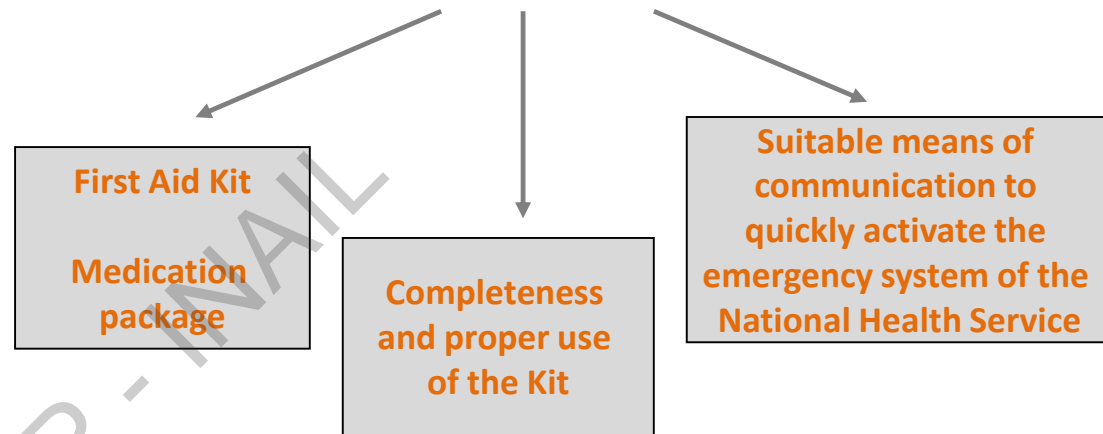 First Aid Kit
Medication
package
Completeness
and proper use
of the Kit
Suitable means of
communication to
quickly activate the
emergency system of the
National Health Service
- INAIL